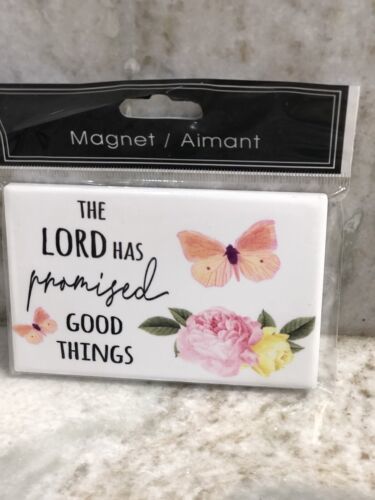 Magnet / Aimant
THE
LORD HAS
promised
GOOD
THINGS